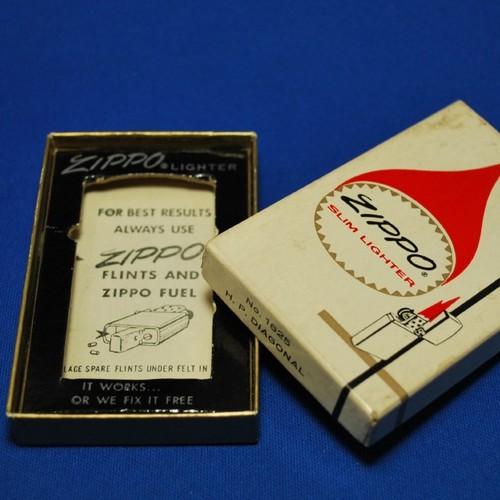 ZIPPO® LIGHTER
FOR BEST RESULTS
ALWAYS USE
ZIPPO
FLINTS AND
ZIPPO FUEL
LACE SPARE FLINTS UNDER FELT IN
IT WORKS...
OR WE FIX IT FREE
ZIPPO®
SLIM LIGHTER
No. 1625
H. P. DIAGONAL